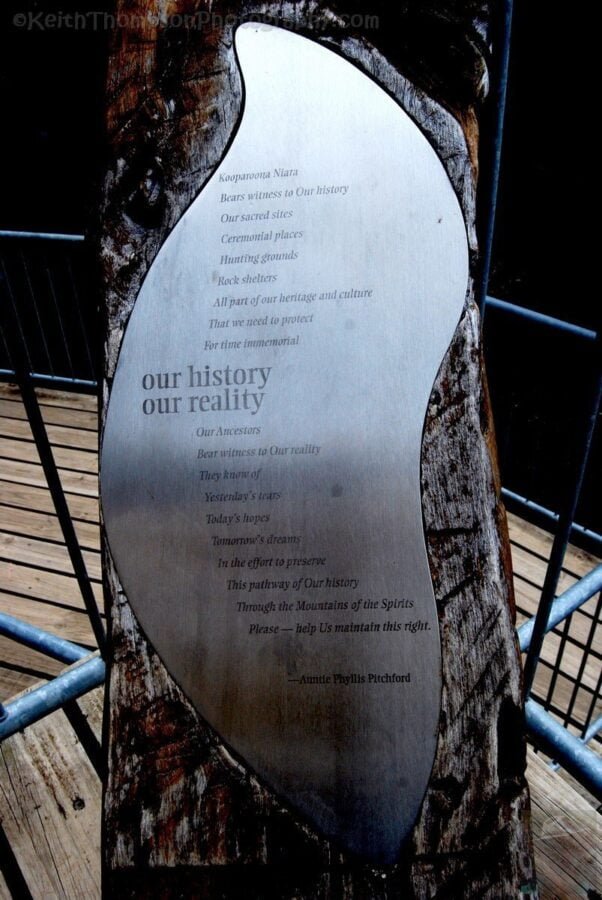 ©KeithThompsonPhotography.com
Kooparoona Niara
Bears witness to Our history
Our sacred sites
Ceremonial places
Hunting grounds
Rock shelters
All part of our heritage and culture
That we need to protect
For time immemorial
our history
our reality
Our Ancestors
Bear witness to Our reality
They know of
Yesterday's tears
Today's hopes
Tomorrow's dreams
In the effort to preserve
This pathway of Our history
Through the Mountains of the Spirits
Please — help Us maintain this right.
—Auntie Phyllis Pitchford